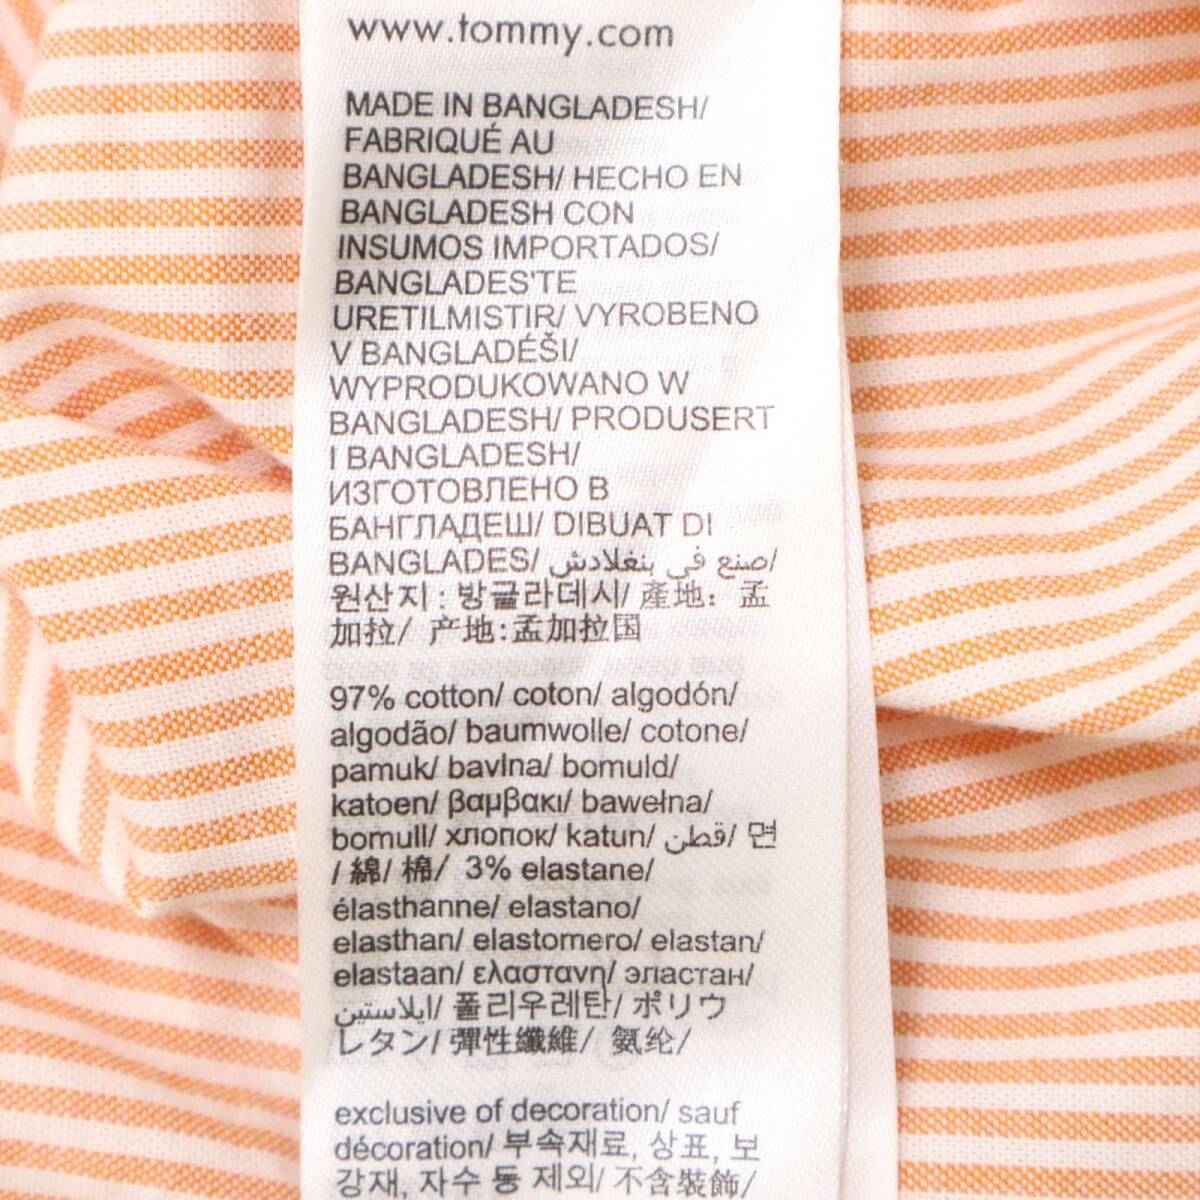 www.tommy.com
MADE IN BANGLADESH/
FABRIQUÉ AU
BANGLADESH/ HECHO EN
BANGLADESH CON
INSUMOS IMPORTADOS/
BANGLADES'TE
URETILMISTIR/ VYROBENO
V BANGLADÉŠI/
WYPRODUKOWANO W
BANGLADESH/ PRODUSERT
I BANGLADESH/
ИЗГОТОВЛЕНО В
БАНГЛАДЕШ/ DIBUAT DI
BANGLADES/ صنع في بنغلادش/
원산지 : 방글라데시/ 產地: 孟
加拉/ 产地:孟加拉国
97% cotton/ coton/ algodón/
algodão/ baumwolle/ cotone/
pamuk/ bavlna/ bomuld/
katoen/ βαμβακι/ bawełna/
bomull/ хлопок/ katun/ قطن/ 면
/ 綿/ 棉/ 3% elastane/
élasthanne/ elastano/
elasthan/ elastomero/ elastan/
elastaan/ ελαστανη/ эластан/
ايلاستين/ 폴리우레탄/ ポリウ
レタン/ 彈性纖維/ 氨纶/
exclusive of decoration/ sauf
décoration/ 부속재료, 상표, 보
강재, 자수 등 제외/ 不含裝飾/